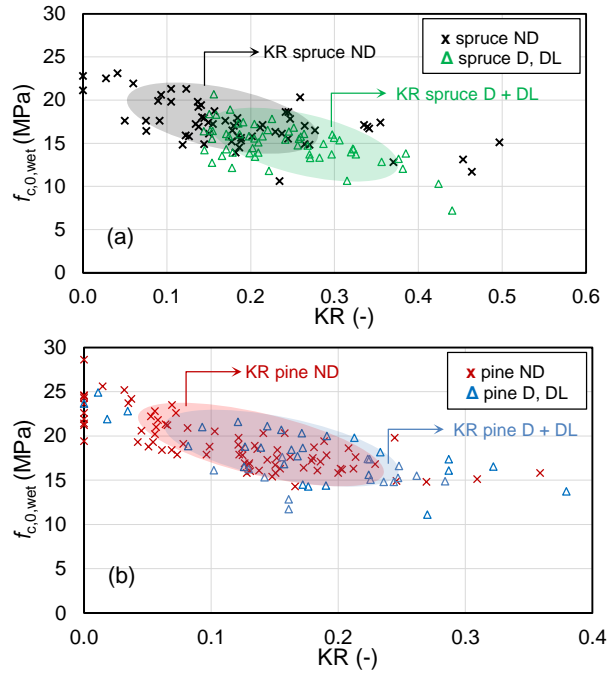 30
25
20
15
10
5
0
f c,0,wet (MPa)
KR spruce ND
x spruce ND
Δ spruce D, DL
KR spruce D + DL
(a)
0.0 0.1 0.2 0.3 0.4 0.5 0.6
KR (-)
30
25
20
15
10
5
0
f c,0,wet (MPa)
KR pine ND
x pine ND
Δ pine D, DL
KR pine D + DL
(b)
0.0 0.1 0.2 0.3 0.4
KR (-)